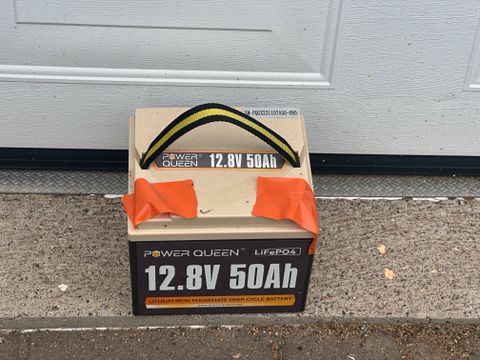 POWER QUEEN
12.8V 50Ah
POWER QUEEN
LiFePO4
12.8V 50Ah
LITHIUM IRON PHOSPHATE DEEP CYCLE BATTERY